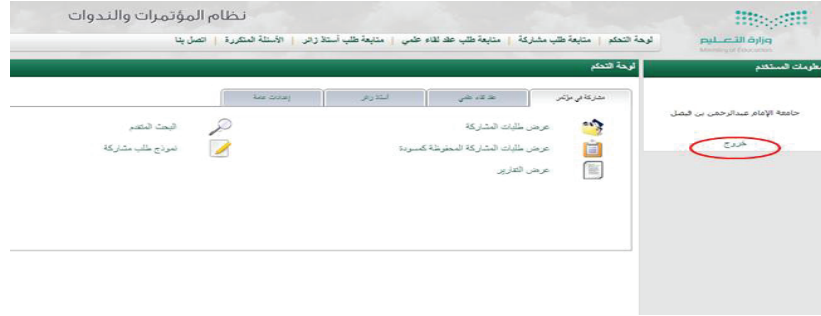 نظام المؤتمرات والندوات
وزارة التعـــليم
Ministry of Education
لوحة التحكم | متابعة طلب مشاركة | متابعة طلب عقد لقاء علمي | متابعة طلب أستاذ زائر | الأسئلة المتكررة | اتصل بنا
معلومات المستخدم
لوحة التحكم
جامعة الإمام عبدالرحمن بن فيصل
خروج
مشاركة في مؤتمر
عقد لقاء علمي
أستاذ زائر
إعدادات عامة
عرض طلبات المشاركة
البحث المتقدم
عرض طلبات المشاركة المحفوظة كمسودة
نموذج طلب مشاركة
عرض التقارير